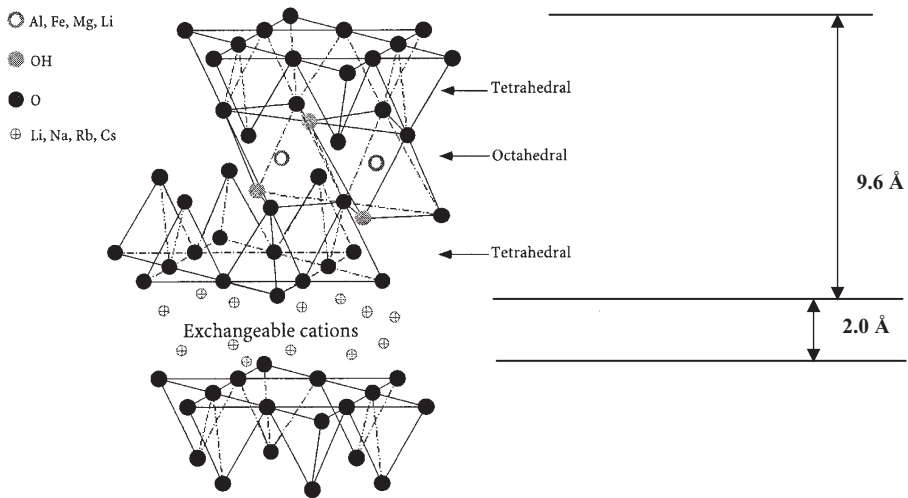 Al, Fe, Mg, Li
OH
O
Li, Na, Rb, Cs
Tetrahedral
Octahedral
Tetrahedral
Exchangeable cations
9.6 Å
2.0 Å